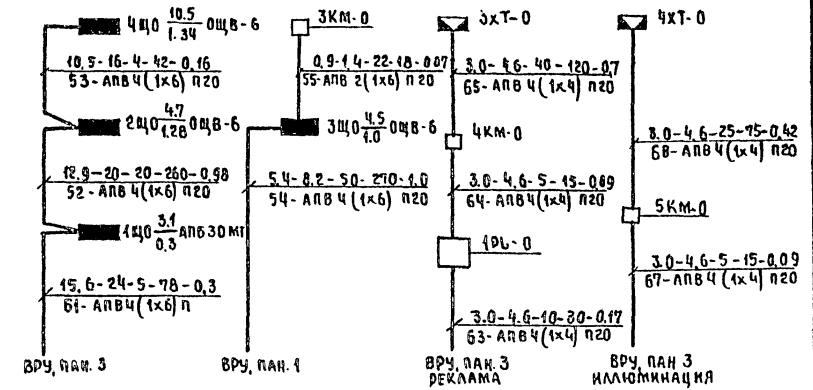 4ЩО 10.5/1.34 ОЩВ-6
10,5-16-4-42-0,16
53-АПВ 4(1х6) П20
2ЩО 4.7/1.28 ОЩВ-6
12.9-20-20-260-0,98
52-АПВ 4(1х6) П20
1ЩО 3.1/0.3 АПБ30МТ
15,6-24-5-78-0,3
61-АПВ 4(1х6) П
ВРУ, ПАН. 3
3КМ-0
0,9-1,4-22-18-0.07
55-АПВ 2(1х6) П20
3ЩО 4.5/1.0 ОЩВ-6
5.4-8.2-50-270-1.0
54-АПВ 4(1х6) П20
ВРУ, ПАН. 1
3хТ-0
3.0-4,6-40-120-0,7
65-АПВ 4(1х4) П20
4КМ-0
3.0-4,6-5-15-0,09
64-АПВ 4(1х4) П20
3.0-4.6-10-30-0.17
63-АПВ 4(1х4) П20
ВРУ, ПАН. 3
РЕКЛАМА
4ХТ-0
3.0-4,6-25-75-0,42
68-АПВ 4(1х4) П20
5КМ-0
3.0-4,6-5-15-0,09
67-АПВ 4(1х4) П20
ВРУ, ПАН 3
ИЛЛЮМИНАЦИЯ